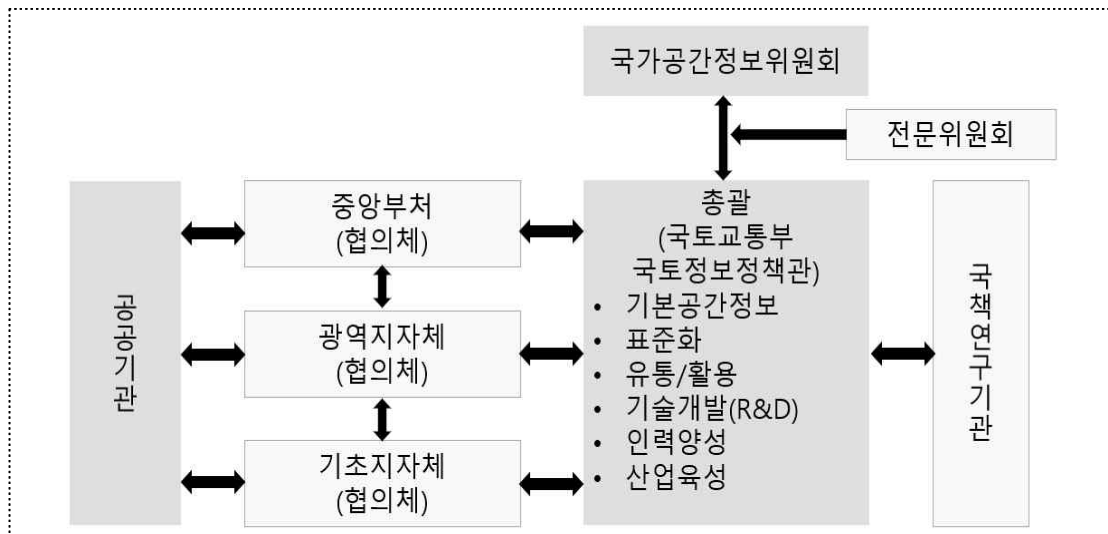 국가공간정보위원회
전문위원회
공공기관
중앙부처
(협의체)
광역지자체
(협의체)
기초지자체
(협의체)
총괄
(국토교통부
국토정보정책관)
• 기본공간정보
• 표준화
• 유통/활용
• 기술개발(R&D)
• 인력양성
• 산업육성
국책연구기관